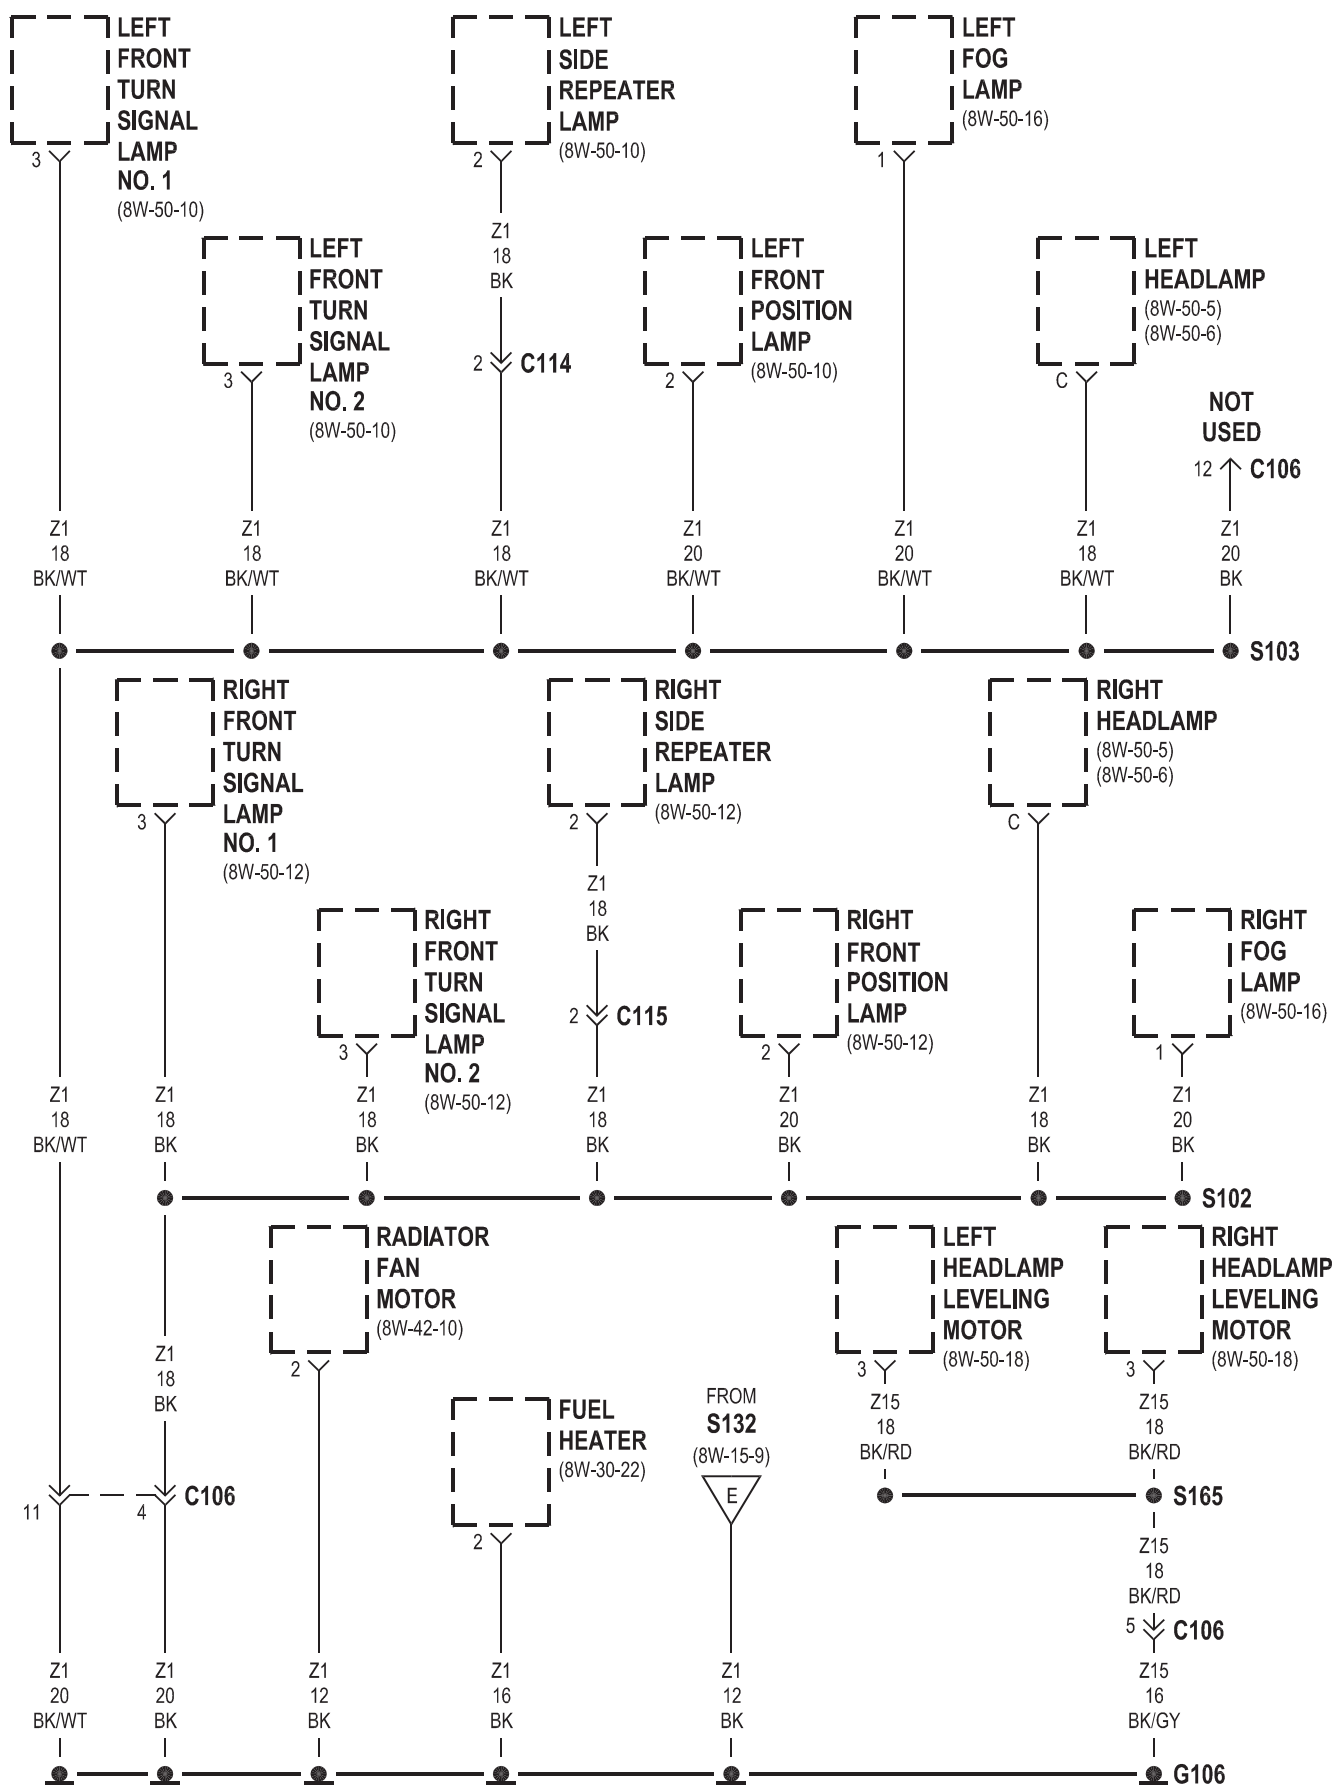 LEFT
FRONT
TURN
SIGNAL
LAMP
NO. 1
(8W-50-10)
3
LEFT
SIDE
REPEATER
LAMP
(8W-50-10)
2
LEFT
FOG
LAMP
(8W-50-16)
1
Z1
18
BK
2
C114
LEFT
FRONT
TURN
SIGNAL
LAMP
NO. 2
(8W-50-10)
3
LEFT
FRONT
POSITION
LAMP
(8W-50-10)
2
LEFT
HEADLAMP
(8W-50-5)
(8W-50-6)
C
NOT
USED
12
C106
Z1
18
BK/WT
Z1
18
BK/WT
Z1
18
BK/WT
Z1
20
BK/WT
Z1
20
BK/WT
Z1
18
BK/WT
Z1
20
BK
S103
RIGHT
FRONT
TURN
SIGNAL
LAMP
NO. 1
(8W-50-12)
3
RIGHT
SIDE
REPEATER
LAMP
(8W-50-12)
2
RIGHT
HEADLAMP
(8W-50-5)
(8W-50-6)
C
Z1
18
BK
2
C115
RIGHT
FRONT
TURN
SIGNAL
LAMP
NO. 2
(8W-50-12)
3
RIGHT
FRONT
POSITION
LAMP
(8W-50-12)
2
RIGHT
FOG
LAMP
(8W-50-16)
1
Z1
18
BK/WT
Z1
18
BK
Z1
18
BK
Z1
18
BK
Z1
20
BK
Z1
18
BK
Z1
20
BK
S102
RADIATOR
FAN
MOTOR
(8W-42-10)
2
LEFT
HEADLAMP
LEVELING
MOTOR
(8W-50-18)
3
RIGHT
HEADLAMP
LEVELING
MOTOR
(8W-50-18)
3
Z1
18
BK
FUEL
HEATER
(8W-30-22)
2
FROM
S132
(8W-15-9)
E
Z15
18
BK/RD
Z15
18
BK/RD
S165
11
4
C106
Z15
18
BK/RD
5
C106
Z1
20
BK/WT
Z1
20
BK
Z1
12
BK
Z1
16
BK
Z1
12
BK
Z15
16
BK/GY
G106